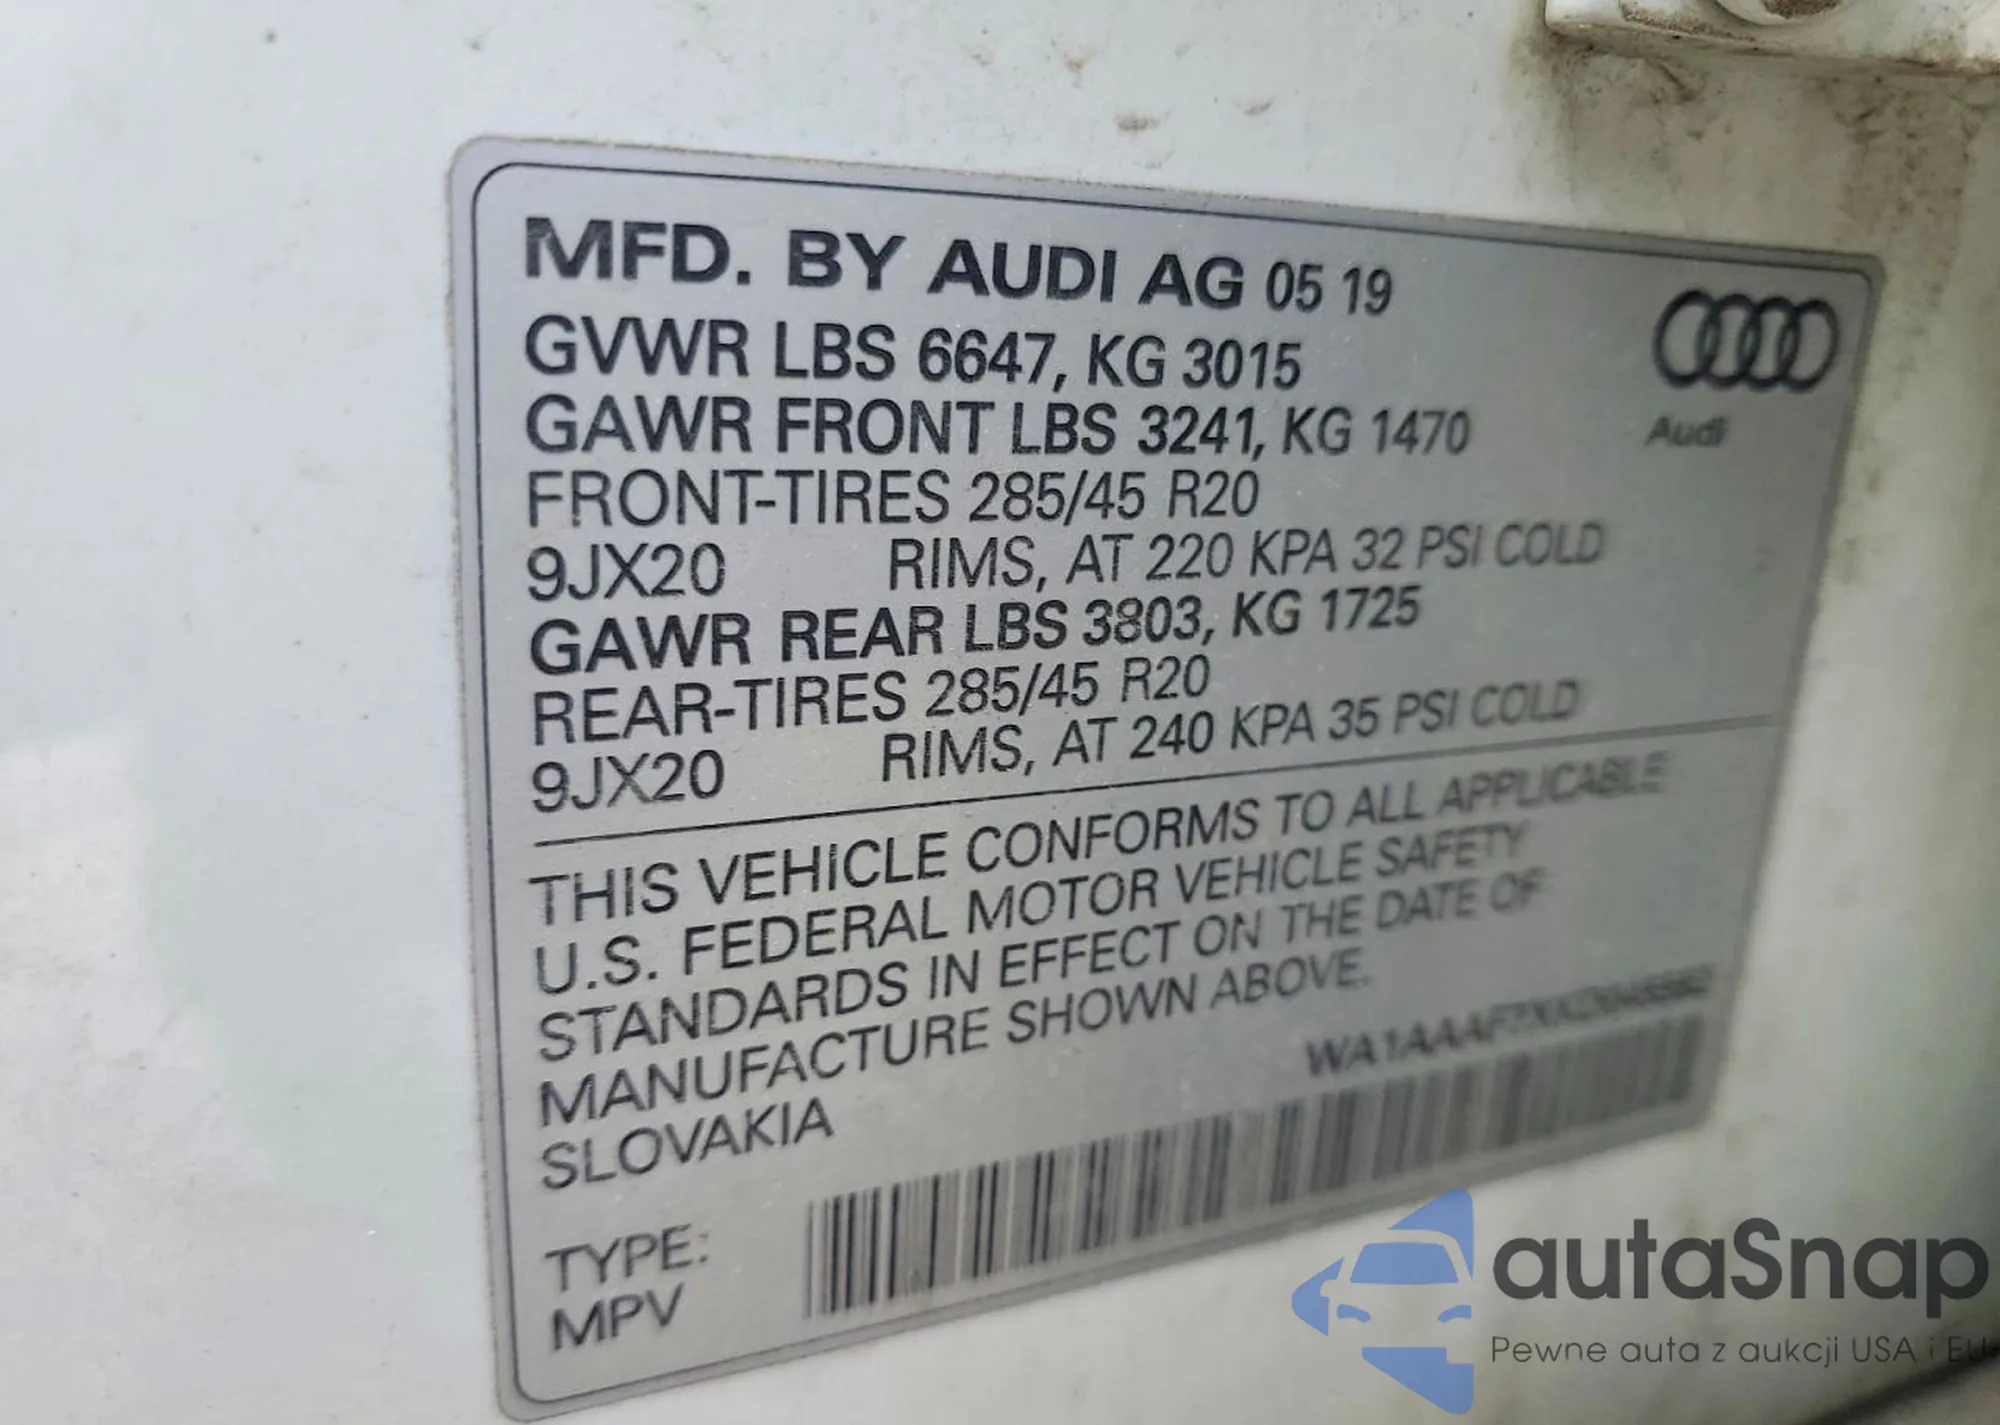 MFD. BY AUDI AG 05 19
GVWR LBS 6647, KG 3015
GAWR FRONT LBS 3241, KG 1470
FRONT-TIRES 285/45 R20
9JX20 RIMS, AT 220 KPA 32 PSI COLD
GAWR REAR LBS 3803, KG 1725
REAR-TIRES 285/45 R20
9JX20 RIMS, AT 240 KPA 35 PSI COLD
Audi
THIS VEHICLE CONFORMS TO ALL APPLICABLE
U.S. FEDERAL MOTOR VEHICLE SAFETY
STANDARDS IN EFFECT ON THE DATE OF
MANUFACTURE SHOWN ABOVE.
SLOVAKIA
TYPE:
MPV
autaSnap
Pewne auta z aukcji USA i EU